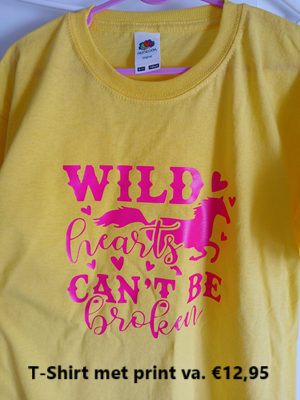 WILD
hearts
CAN'T BE
broken
T-Shirt met print va. €12,95